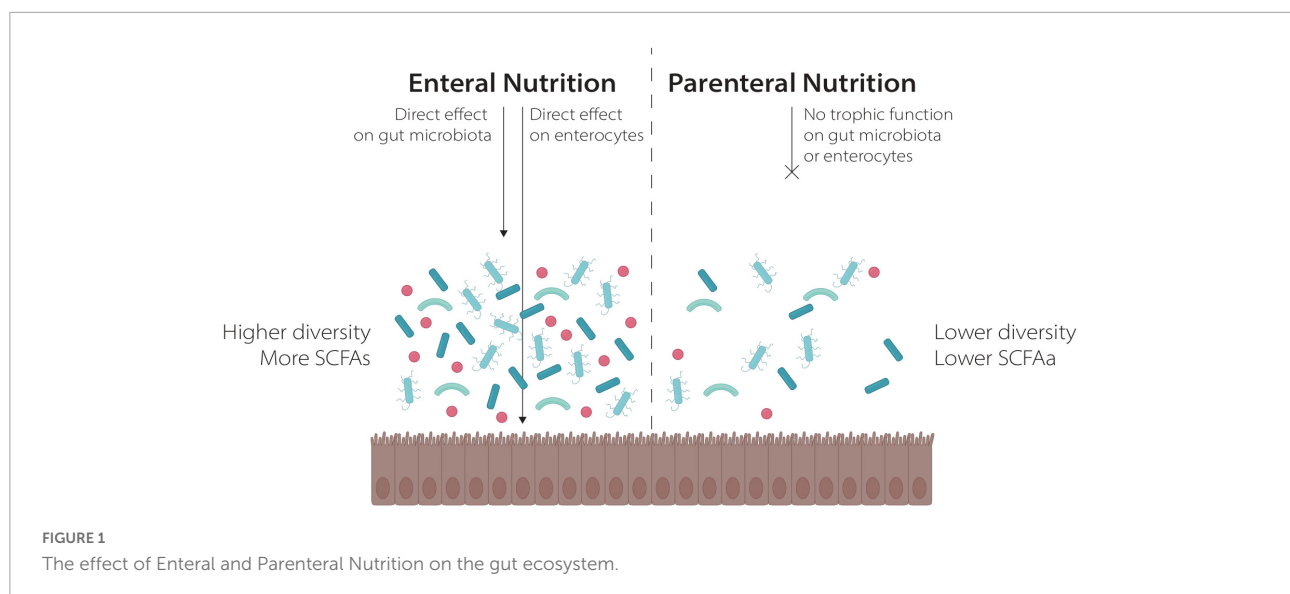 Enteral Nutrition
Direct effect
on gut microbiota
Direct effect
on enterocytes
Parenteral Nutrition
No trophic function
on gut microbiota
or enterocytes
Higher diversity
More SCFAs
Lower diversity
Lower SCFAa
FIGURE 1
The effect of Enteral and Parenteral Nutrition on the gut ecosystem.